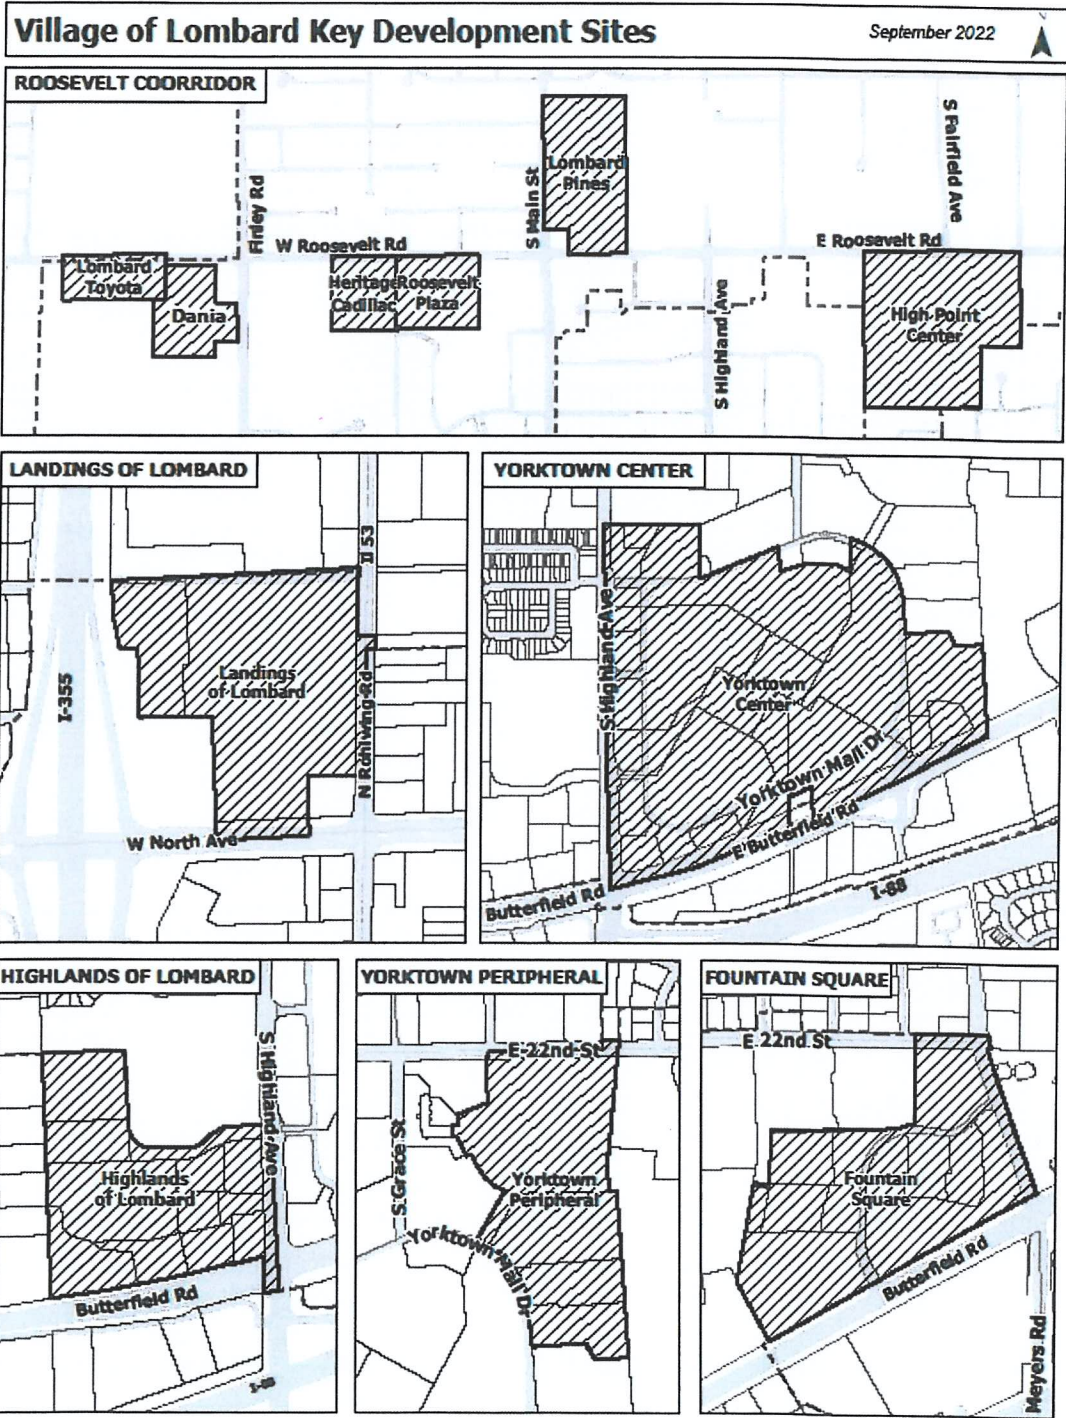 Village of Lombard Key Development Sites
September 2022
N
ROOSEVELT COORRIDOR
S Fairfield Ave
Lombard
Pines
S Main St
Finley Rd
W Roosevelt Rd
E Roosevelt Rd
Lombard
Toyota
Dania
Heritage
Cadillac
Roosevelt
Plaza
S Highland Ave
High Point
Center
LANDINGS OF LOMBARD
Il 53
I-355
Landings
of Lombard
N Rohlwing Rd
W North Ave
YORKTOWN CENTER
S Highland Ave
Yorktown
Center
Yorktown Mall Dr
E Butterfield Rd
Butterfield Rd
I-88
HIGHLANDS OF LOMBARD
S Highland Ave
Highlands
of Lombard
Butterfield Rd
I-88
YORKTOWN PERIPHERAL
E 22nd St
S Grace St
Yorktown
Peripheral
Yorktown Mall Dr
FOUNTAIN SQUARE
E 22nd St
Fountain
Square
Butterfield Rd
Meyers Rd